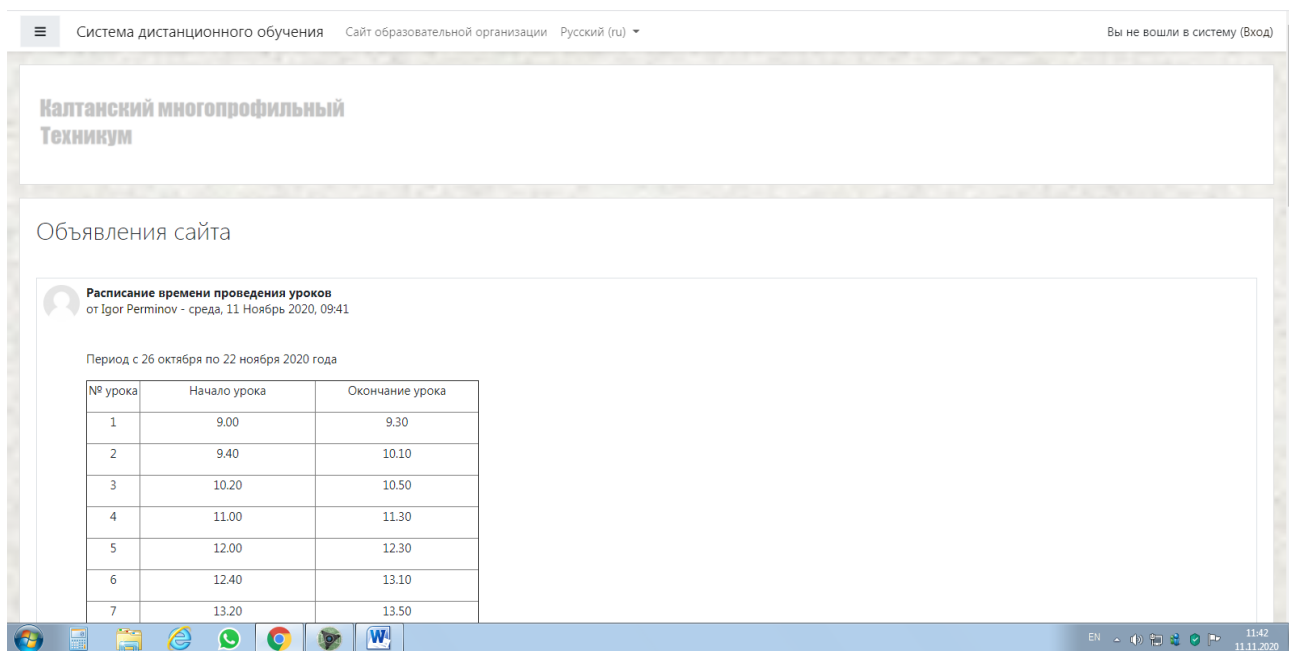 Система дистанционного обучения Сайт образовательной организации Русский (ru) Вы не вошли в систему (Вход)
Калтанский многопрофильный
Техникум
Объявления сайта
Расписание времени проведения уроков
от Igor Perminov - среда, 11 Ноябрь 2020, 09:41
Период с 26 октября по 22 ноября 2020 года
№ урока Начало урока Окончание урока
1 9.00 9.30
2 9.40 10.10
3 10.20 10.50
4 11.00 11.30
5 12.00 12.30
6 12.40 13.10
7 13.20 13.50
W EN 11:42
11.11.2020